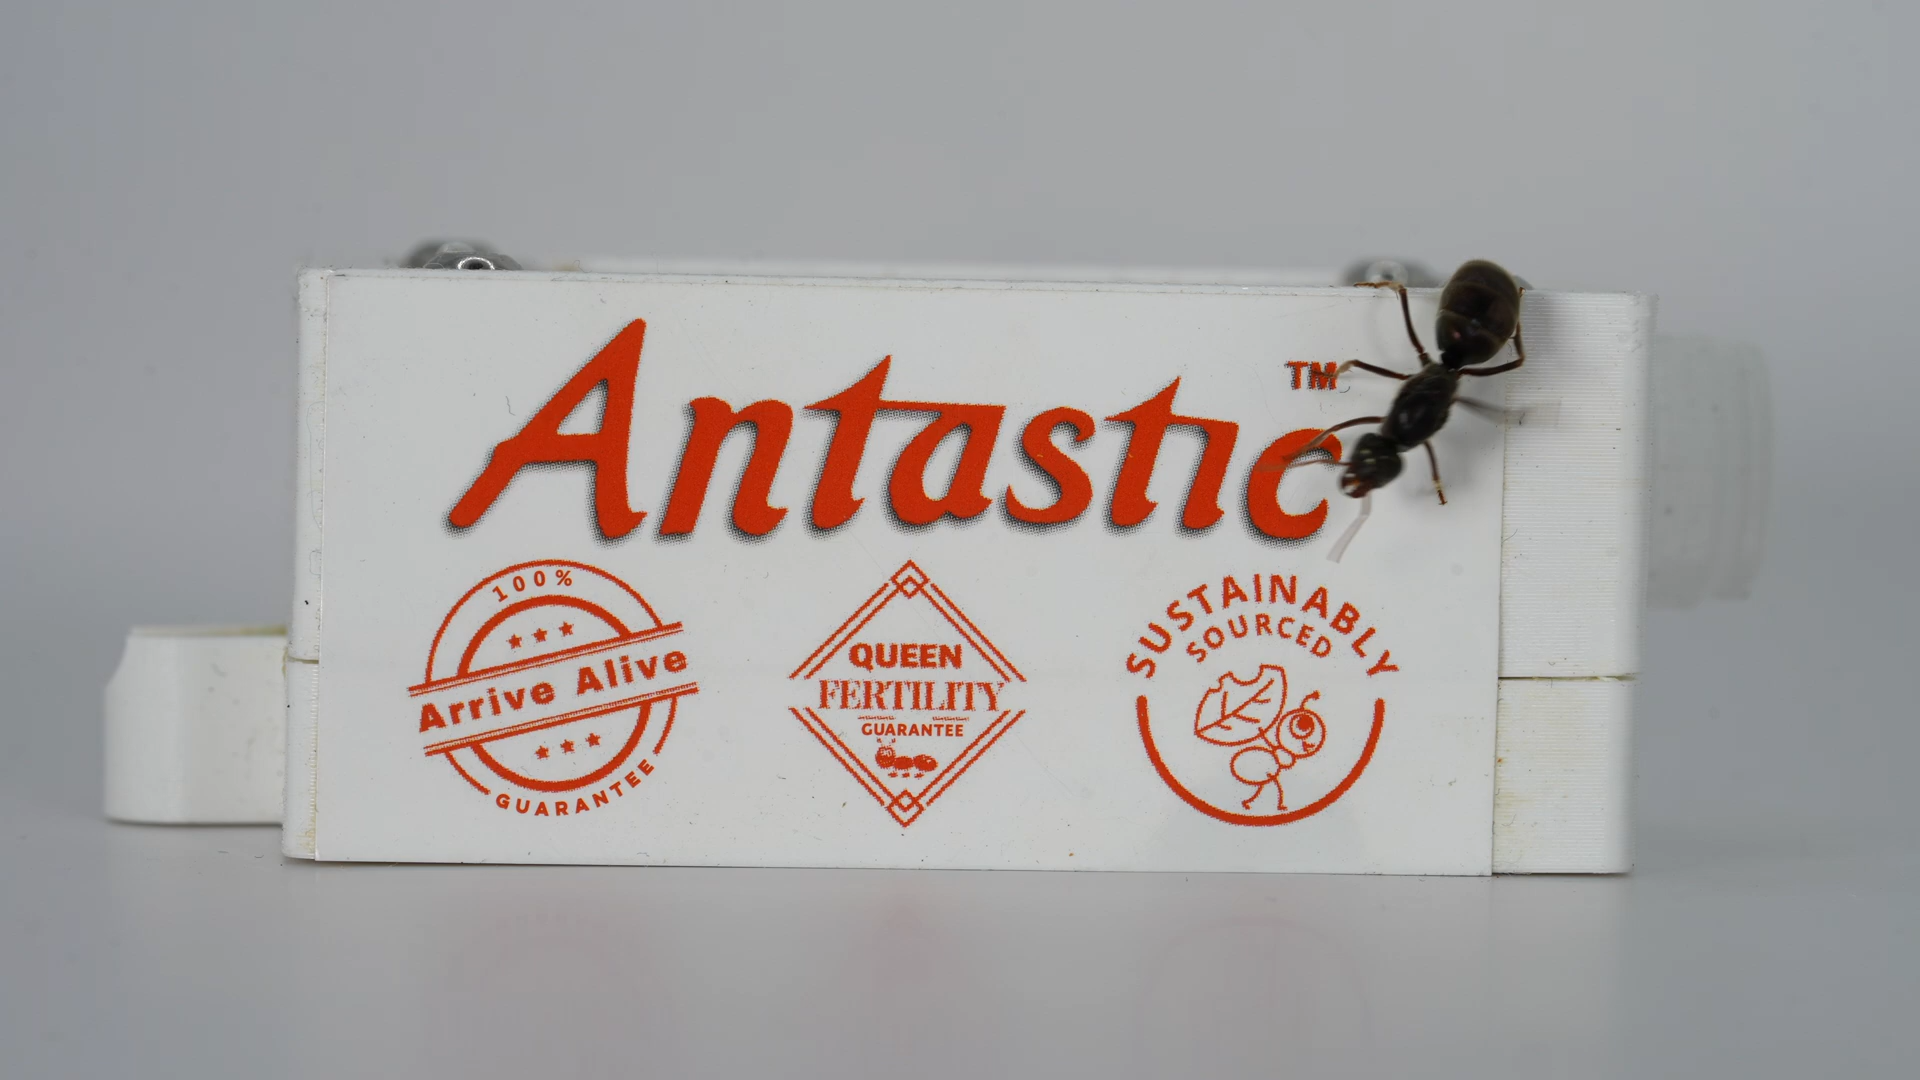 Antastic
TM
100%
Arrive Alive
GUARANTEE
QUEEN
FERTILITY
GUARANTEE
SUSTAINABLY
SOURCED